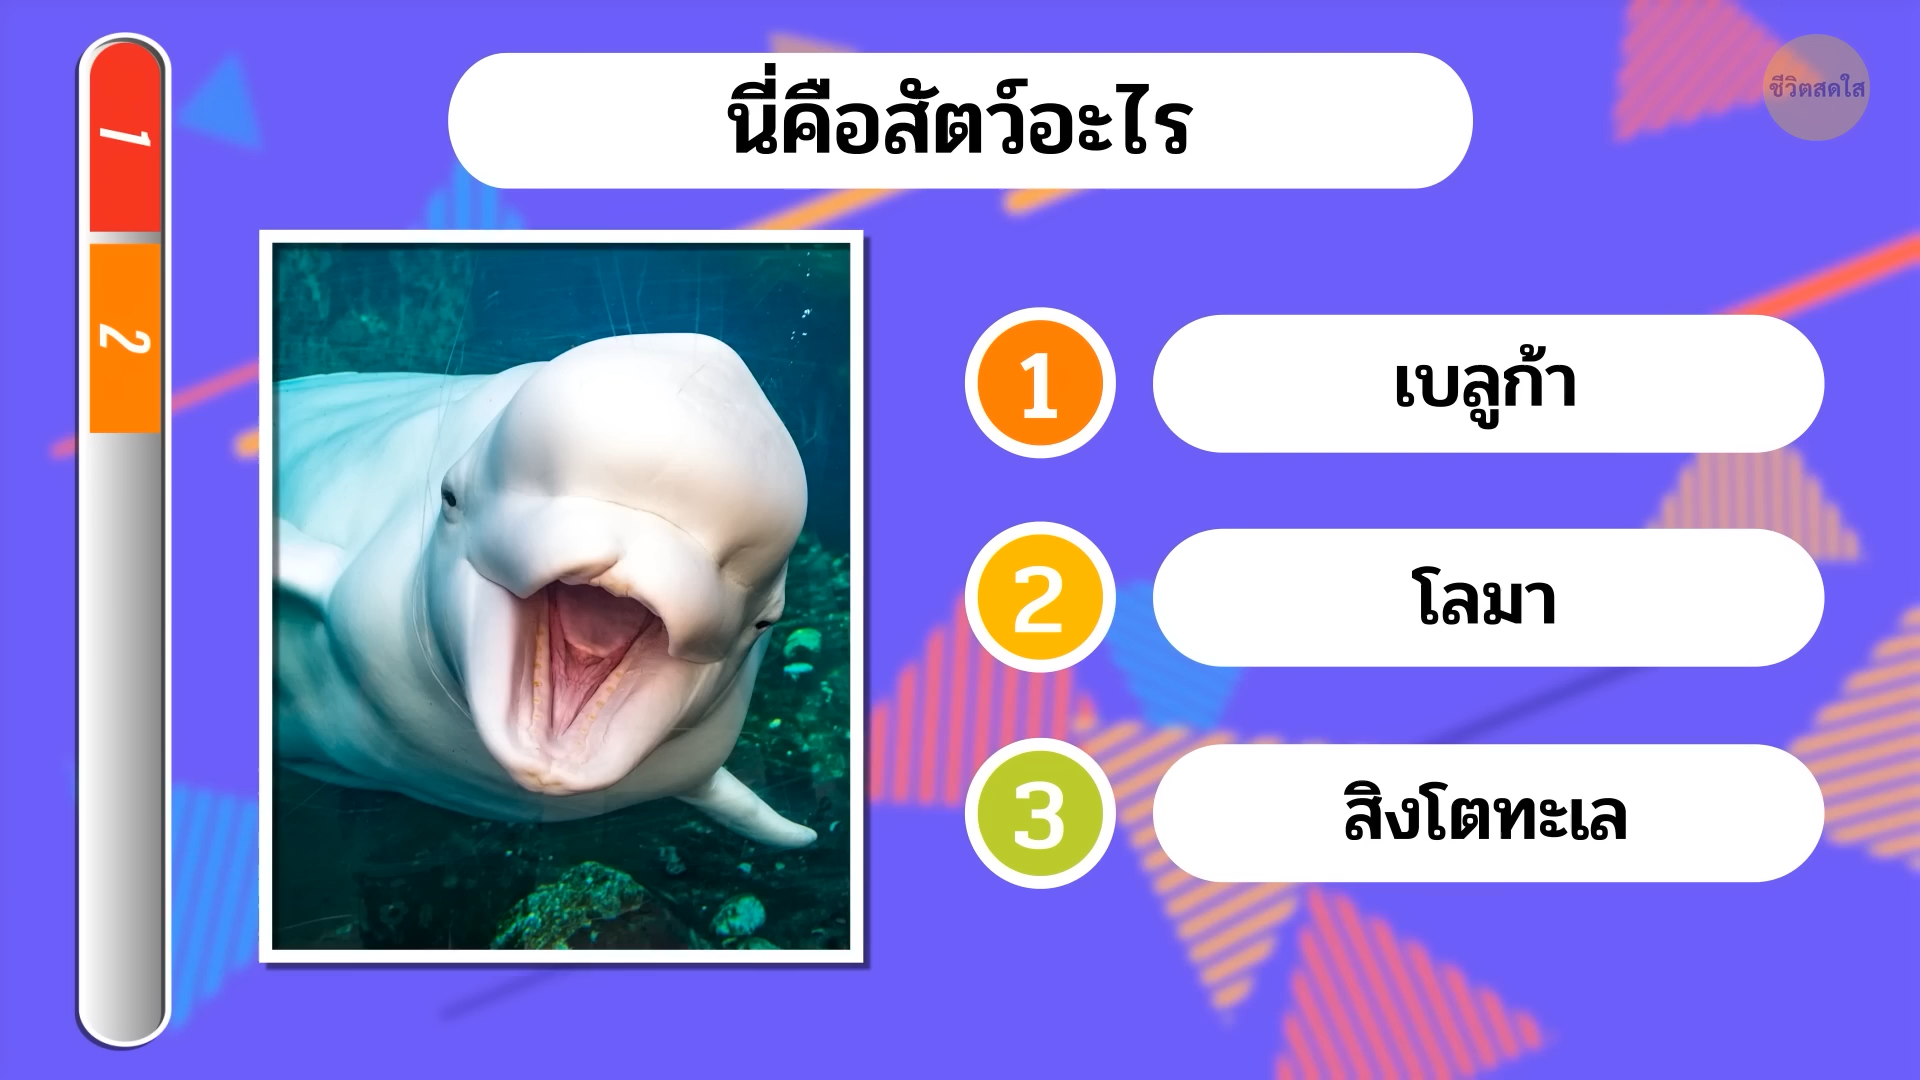 นี่คือสัตว์อะไร
ชีวิตสดใส
1
2
1
เบลูก้า
2
โลมา
3
สิงโตทะเล